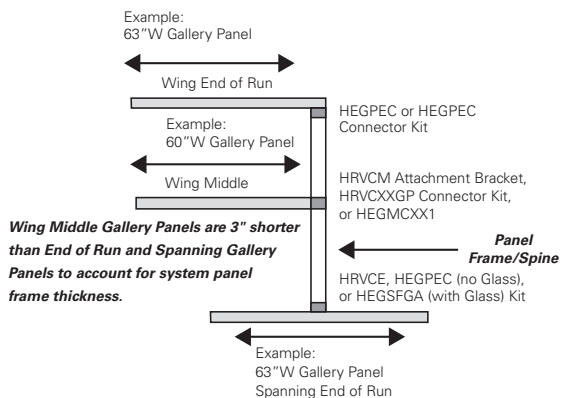 Example:
63”W Gallery Panel
Wing End of Run
HEGPEC or HEGPEC
Connector Kit
Example:
60”W Gallery Panel
Wing Middle
HRVCM Attachment Bracket,
HRVCXXGP Connector Kit,
or HEGMCXX1
Wing Middle Gallery Panels are 3" shorter
than End of Run and Spanning Gallery
Panels to account for system panel
frame thickness.
Panel
Frame/Spine
HRVCE, HEGPEC (no Glass),
or HEGSFGA (with Glass) Kit
Example:
63”W Gallery Panel
Spanning End of Run